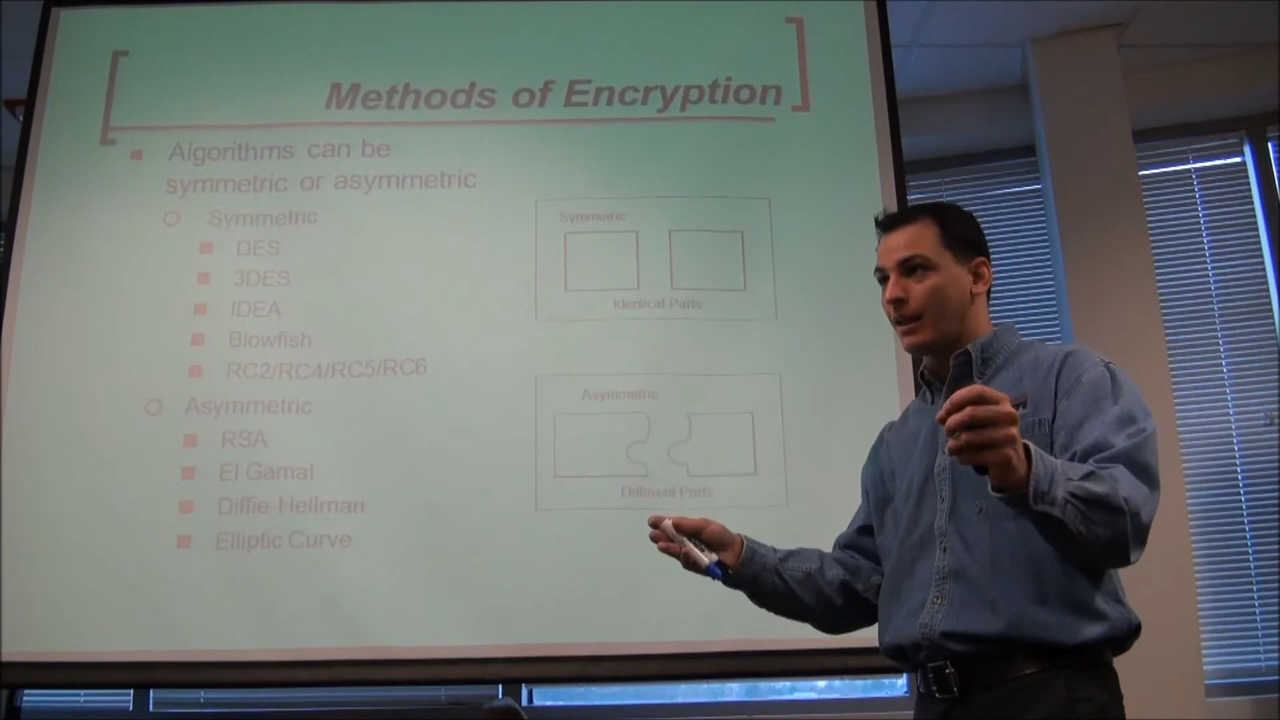 Methods of Encryption
Algorithms can be
symmetric or asymmetric
Symmetric
DES
3DES
IDEA
Blowfish
RC2/RC4/RC5/RC6
Asymmetric
RSA
El Gamal
Diffie-Hellman
Elliptic Curve
Symmetric
Identical Parts
Asymmetric
Different Parts